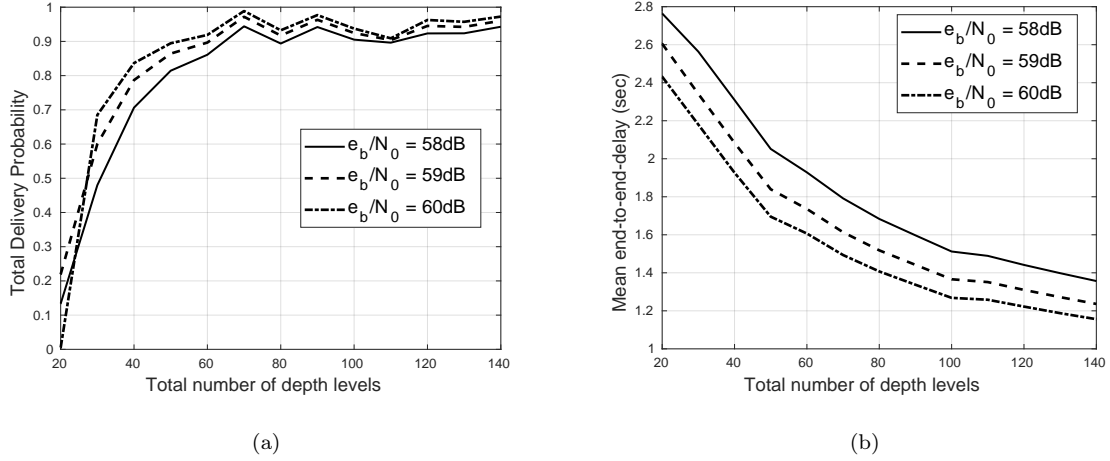 1
0.9
0.8
0.7
0.6
0.5
0.4
0.3
0.2
0.1
0
Total Delivery Probability
e_b/N_0 = 58dB
e_b/N_0 = 59dB
e_b/N_0 = 60dB
20 40 60 80 100 120 140
Total number of depth levels
(a)
2.8
2.6
2.4
2.2
2
1.8
1.6
1.4
1.2
1
Mean end-to-end-delay (sec)
e_b/N_0 = 58dB
e_b/N_0 = 59dB
e_b/N_0 = 60dB
20 40 60 80 100 120 140
Total number of depth levels
(b)